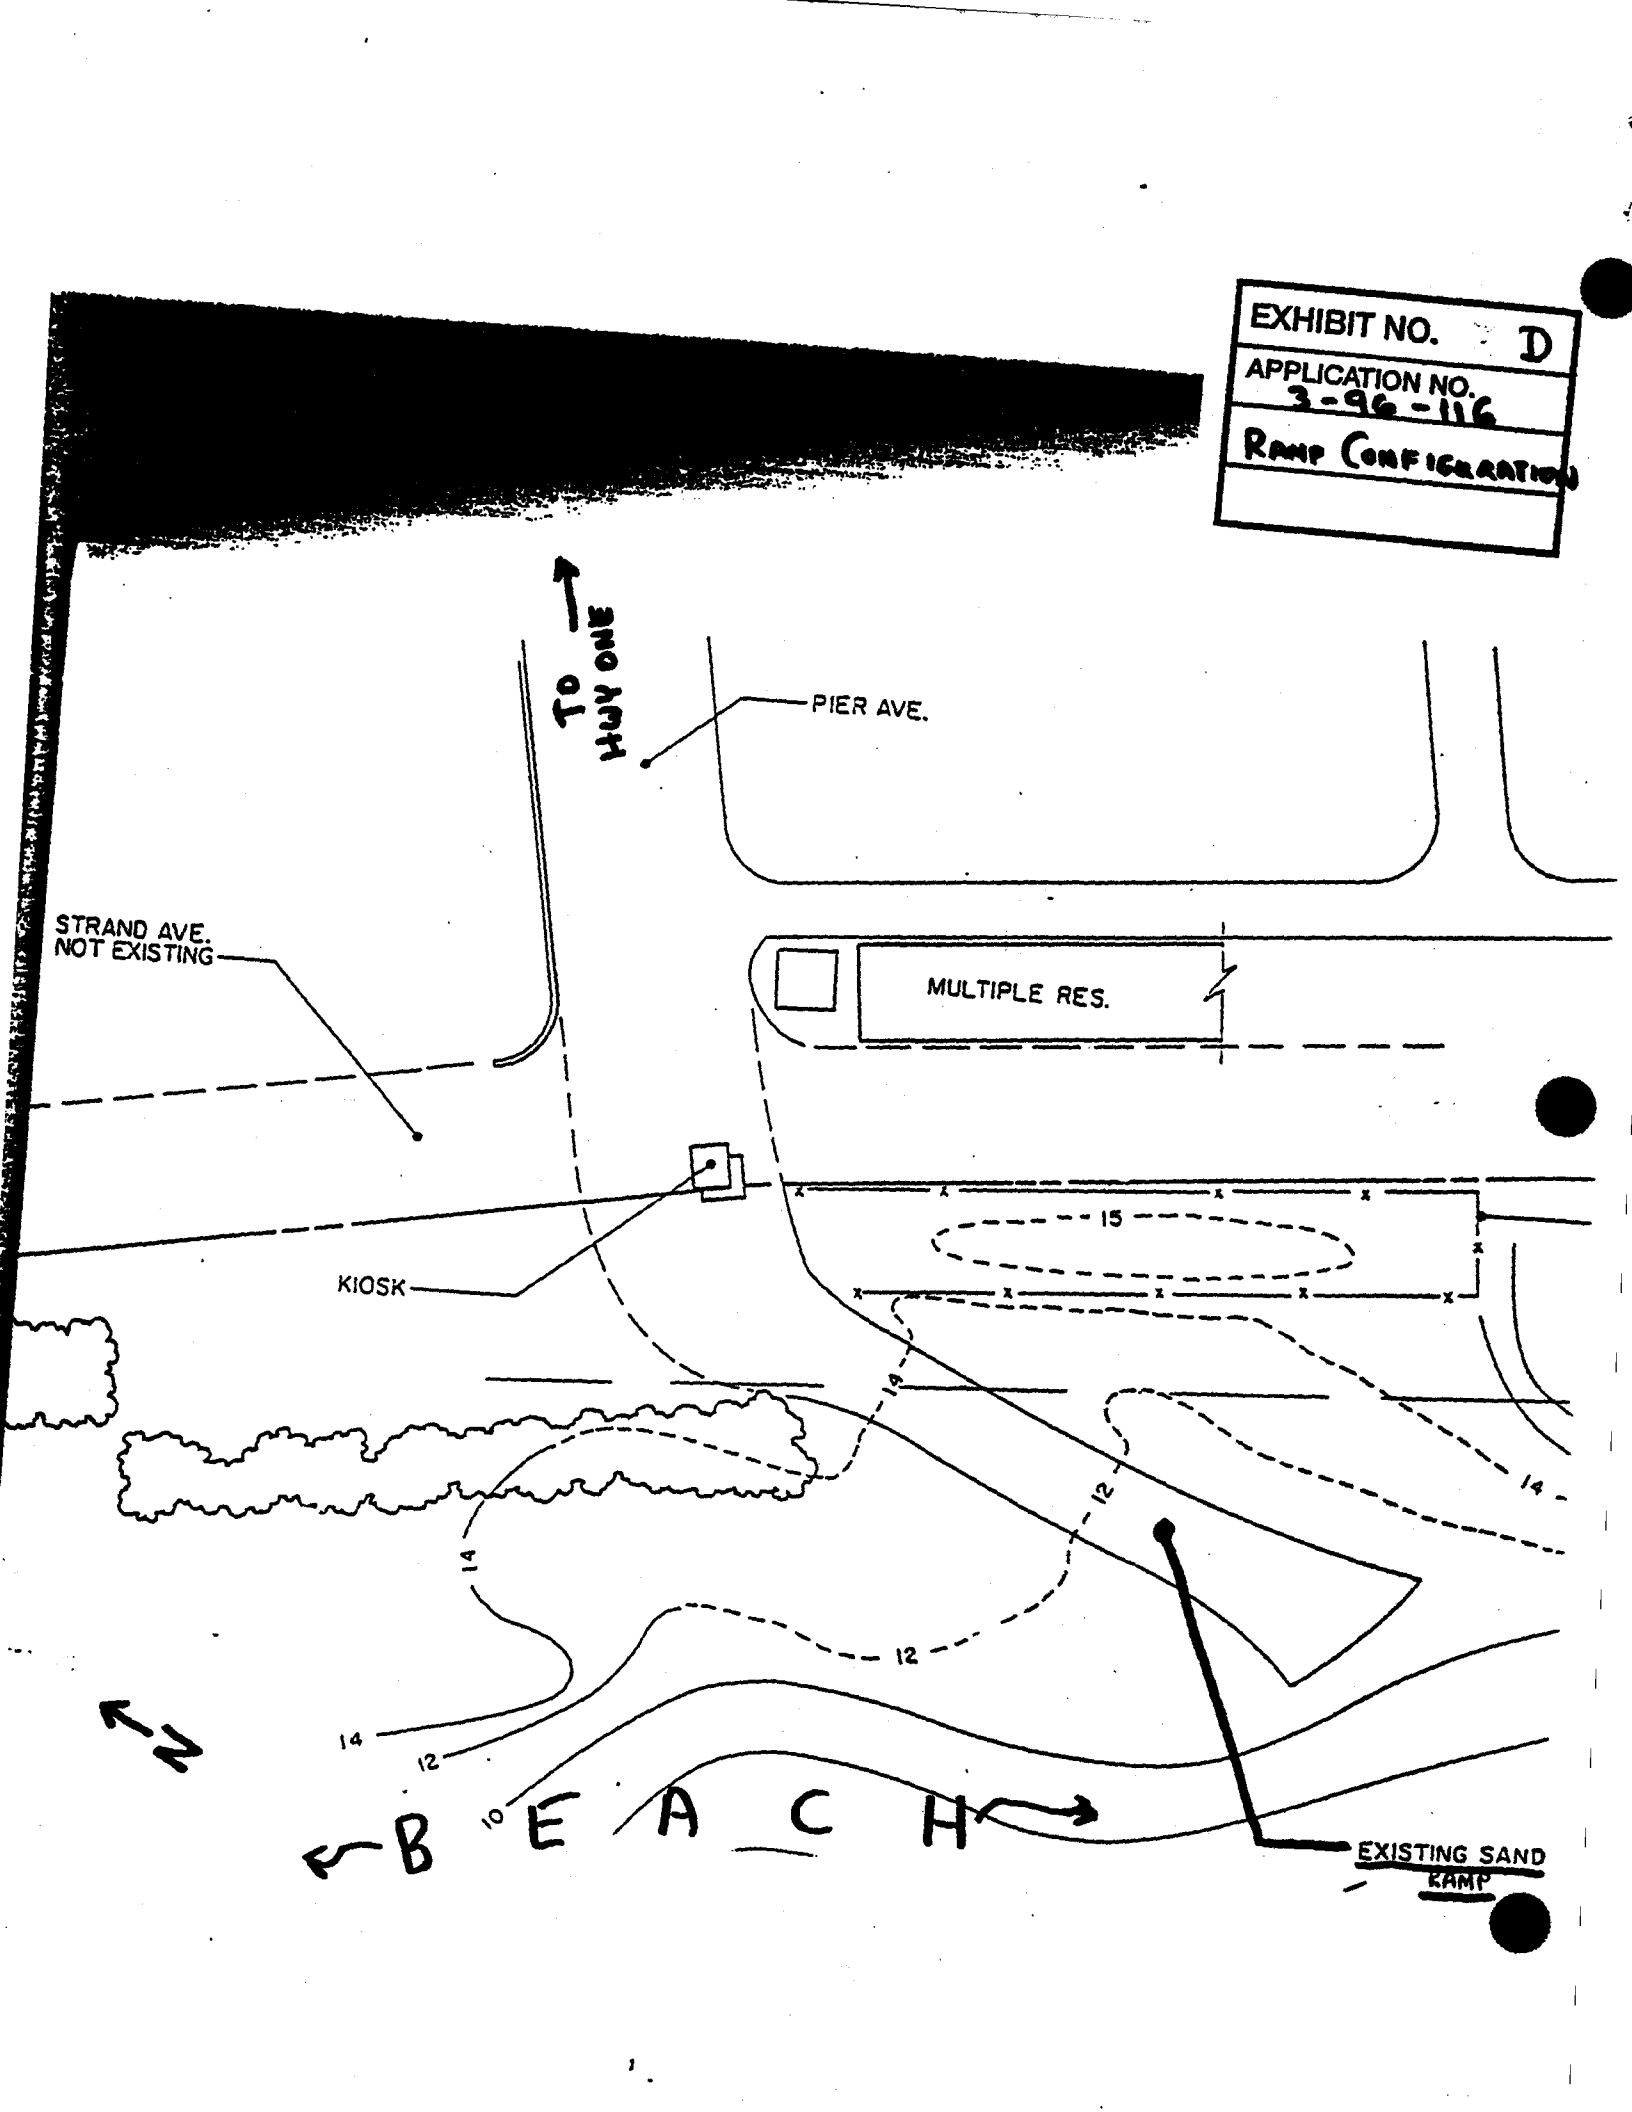 EXHIBIT NO. D
APPLICATION NO.
3-96-116
RAMP CONFIGURATION
TO
HWY ONE
PIER AVE.
STRAND AVE.
NOT EXISTING
MULTIPLE RES.
15
KIOSK
14
12
14
14
12
14
12
10
N
BEACH
EXISTING SAND
RAMP